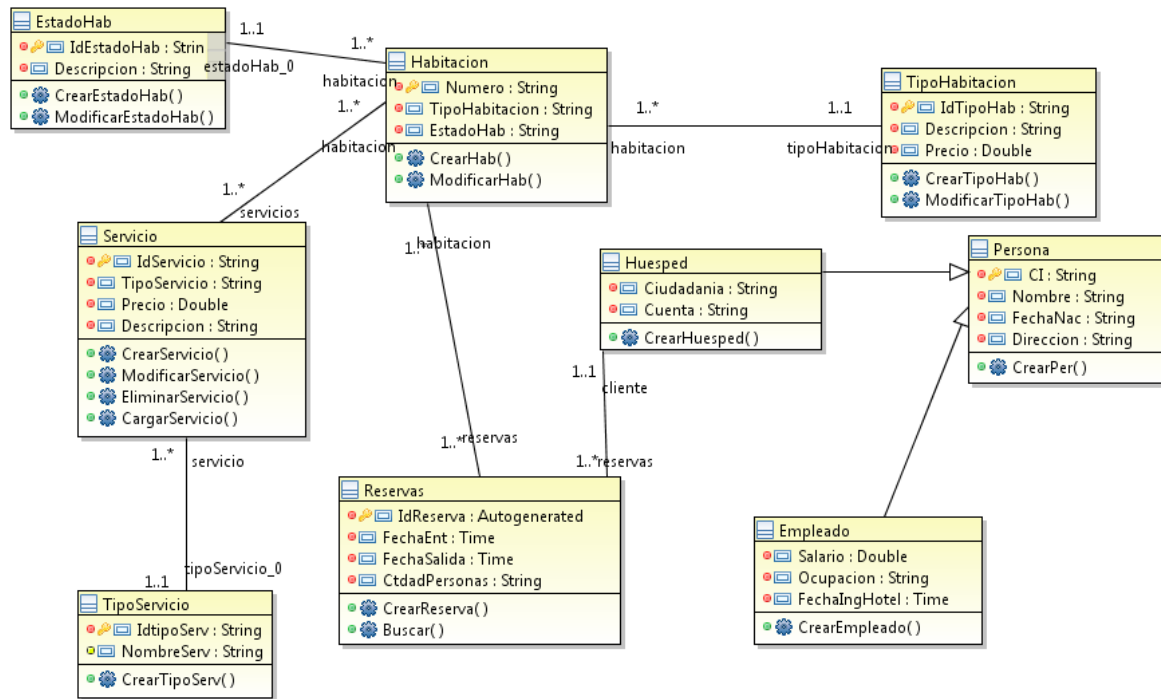 EstadoHab
IdEstadoHab : Strin
Descripcion : String
CrearEstadoHab()
ModificarEstadoHab()
1..1
estadoHab_0
1..*
habitacion
Habitacion
Numero : String
TipoHabitacion : String
EstadoHab : String
CrearHab()
ModificarHab()
1..*
habitacion
1..1
tipoHabitacion
TipoHabitacion
IdTipoHab : String
Descripcion : String
Precio : Double
CrearTipoHab()
ModificarTipoHab()
1..*
habitacion
1..*
servicios
Servicio
IdServicio : String
TipoServicio : String
Precio : Double
Descripcion : String
CrearServicio()
ModificarServicio()
EliminarServicio()
CargarServicio()
habitacion
1..*
Huesped
Ciudadania : String
Cuenta : String
CrearHuesped()
Persona
CI : String
Nombre : String
FechaNac : String
Direccion : String
CrearPer()
1..1
cliente
1..*
servicio
1..*
reservas
1..*
reservas
Reservas
IdReserva : Autogenerated
FechaEnt : Time
FechaSalida : Time
CtdadPersonas : String
CrearReserva()
Buscar()
Empleado
Salario : Double
Ocupacion : String
FechaIngHotel : Time
CrearEmpleado()
tipoServicio_0
1..1
TipoServicio
IdtipoServ : String
NombreServ : String
CrearTipoServ()